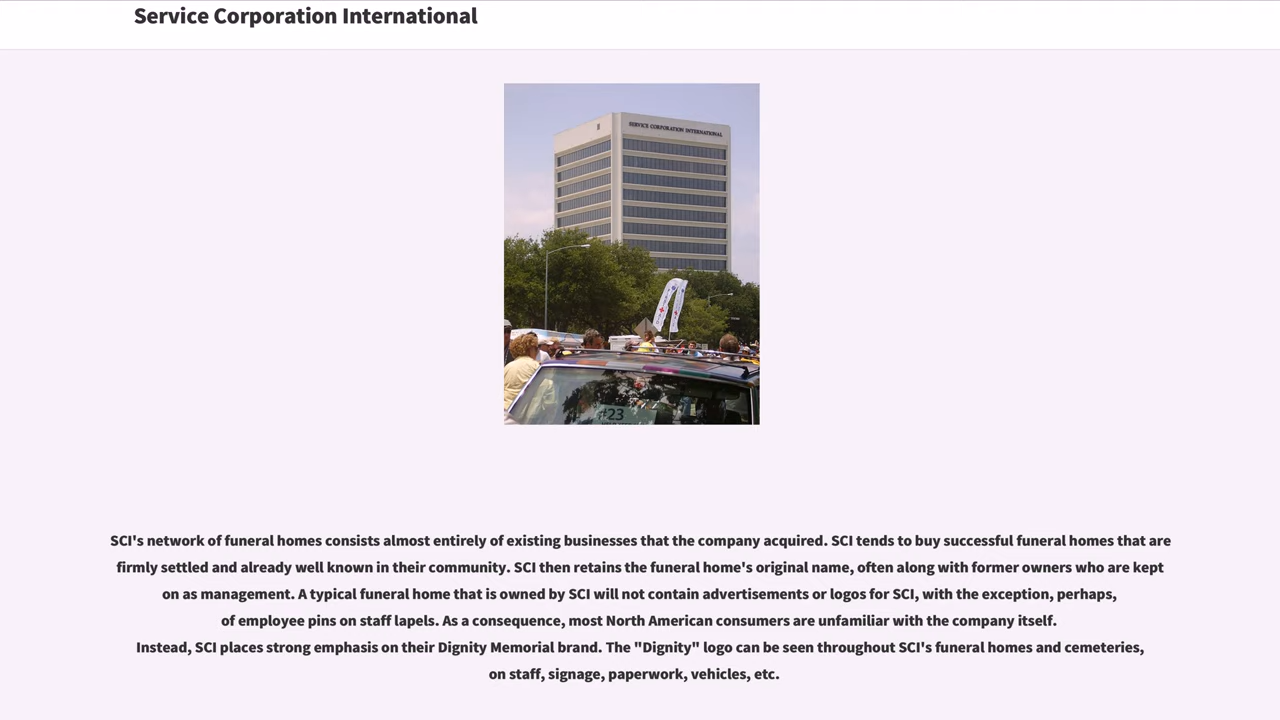 Service Corporation International
SERVICE CORPORATION INTERNATIONAL
#23
SCI's network of funeral homes consists almost entirely of existing businesses that the company acquired. SCI tends to buy successful funeral homes that are
firmly settled and already well known in their community. SCI then retains the funeral home's original name, often along with former owners who are kept
on as management. A typical funeral home that is owned by SCI will not contain advertisements or logos for SCI, with the exception, perhaps,
of employee pins on staff lapels. As a consequence, most North American consumers are unfamiliar with the company itself.
Instead, SCI places strong emphasis on their Dignity Memorial brand. The "Dignity" logo can be seen throughout SCI's funeral homes and cemeteries,
on staff, signage, paperwork, vehicles, etc.